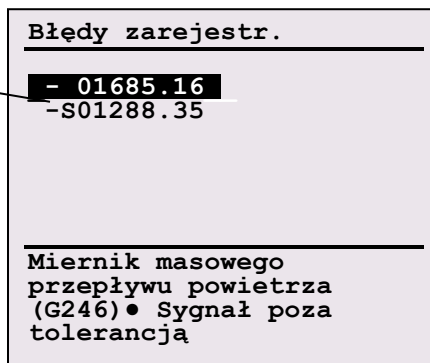 Błędy zarejestr.
- 01685.16
-S01288.35
Miernik masowego
przepływu powietrza
(G246)● Sygnał poza
tolerancją